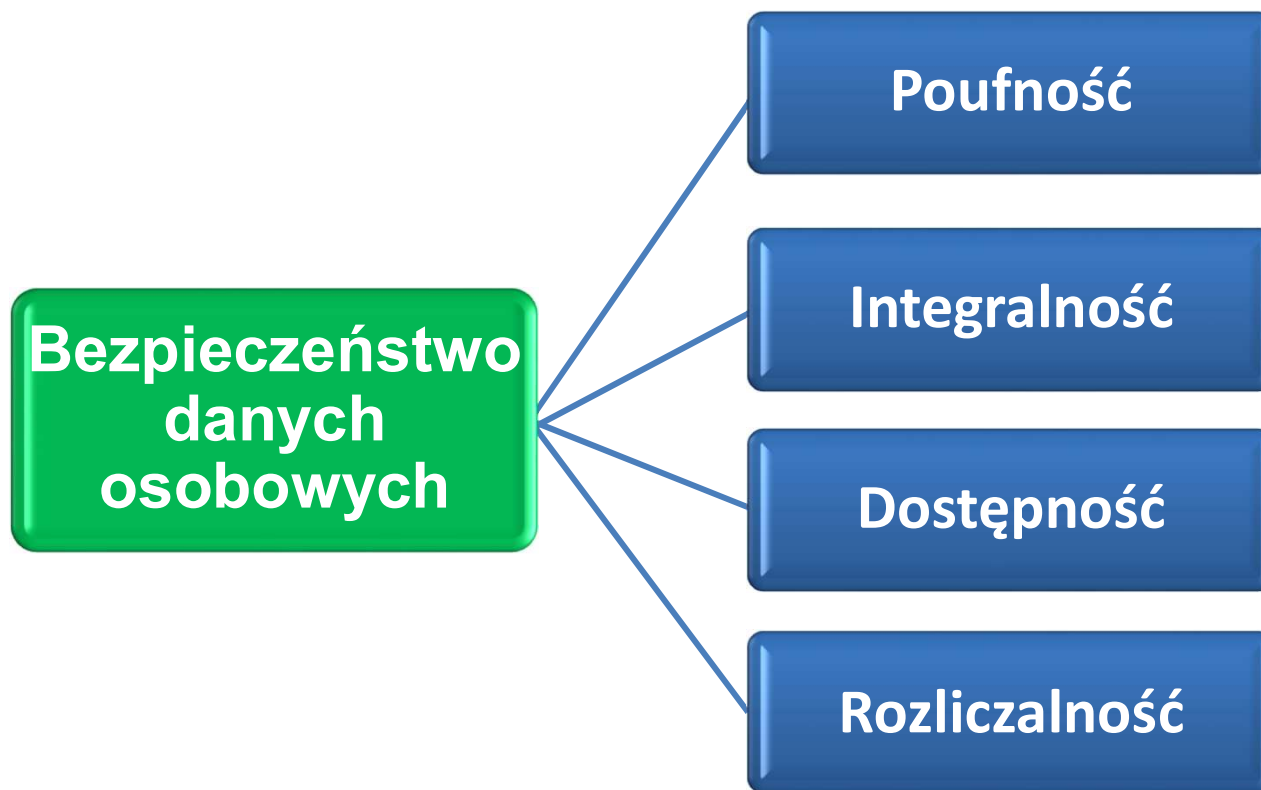 Bezpieczeństwo
danych
osobowych
Poufność
Integralność
Dostępność
Rozliczalność